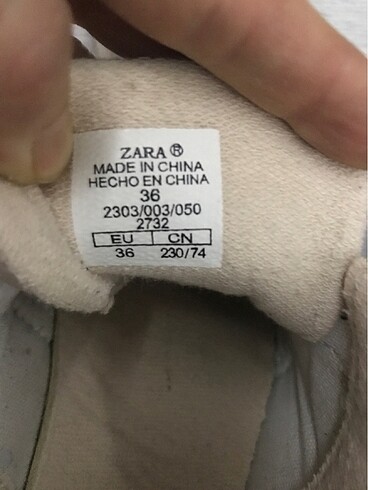 ZARA ®
MADE IN CHINA
HECHO EN CHINA
36
2303/003/050
2732
EU CN
36 230/74